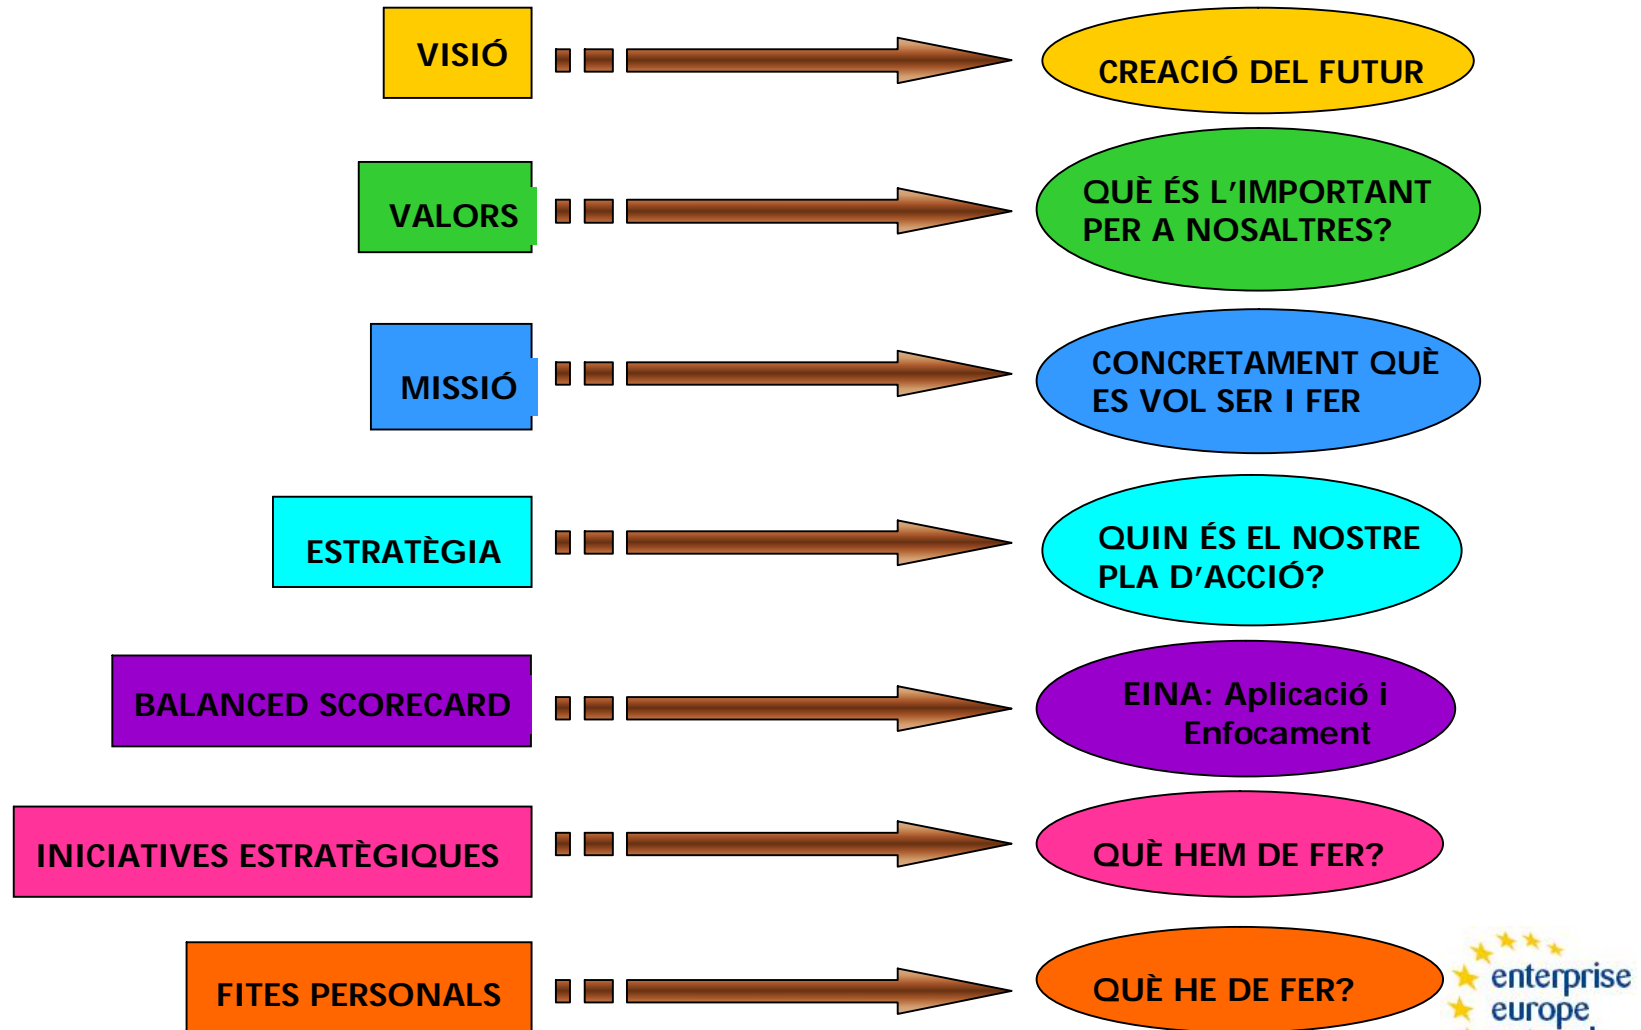 VISIÓ
CREACIÓ DEL FUTUR
VALORS
QUÈ ÉS L’IMPORTANT
PER A NOSALTRES?
MISSIÓ
CONCRETAMENT QUÈ
ES VOL SER I FER
ESTRATÈGIA
QUIN ÉS EL NOSTRE
PLA D’ACCIÓ?
BALANCED SCORECARD
EINA: Aplicació i
Enfocament
INICIATIVES ESTRATÈGIQUES
QUÈ HEM DE FER?
FITES PERSONALS
QUÈ HE DE FER?
enterprise
europe